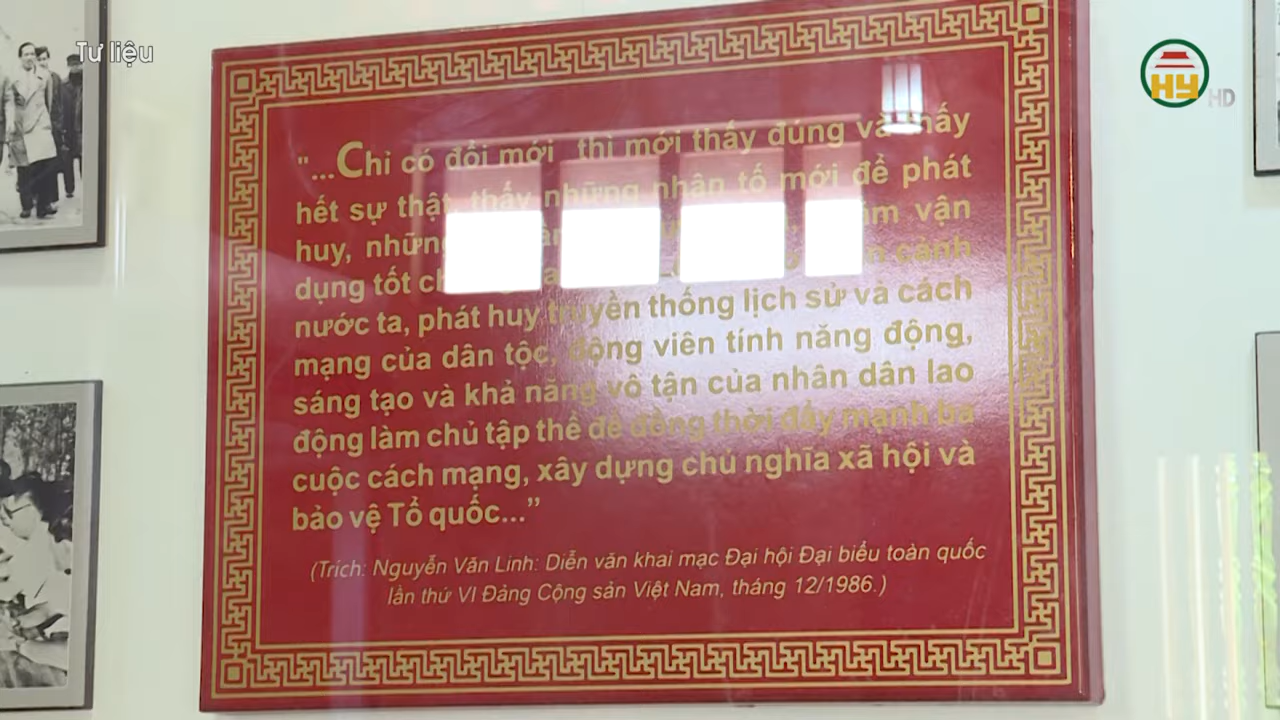 Tư liệu
HY HD
"...Chỉ có đổi mới thì mới thấy đúng và thấy
hết sự thật, thấy những nhân tố mới để phát
huy, những vận
dụng tốt cảnh
nước ta, phát huy truyền thống lịch sử và cách
mạng của dân tộc, động viên tính năng động,
sáng tạo và khả năng vô tận của nhân dân lao
động làm chủ tập thể để đồng thời đẩy mạnh ba
cuộc cách mạng, xây dựng chủ nghĩa xã hội và
bảo vệ Tổ quốc..."
(Trích: Nguyễn Văn Linh: Diễn văn khai mạc Đại hội Đại biểu toàn quốc
lần thứ VI Đảng Cộng sản Việt Nam, tháng 12/1986.)